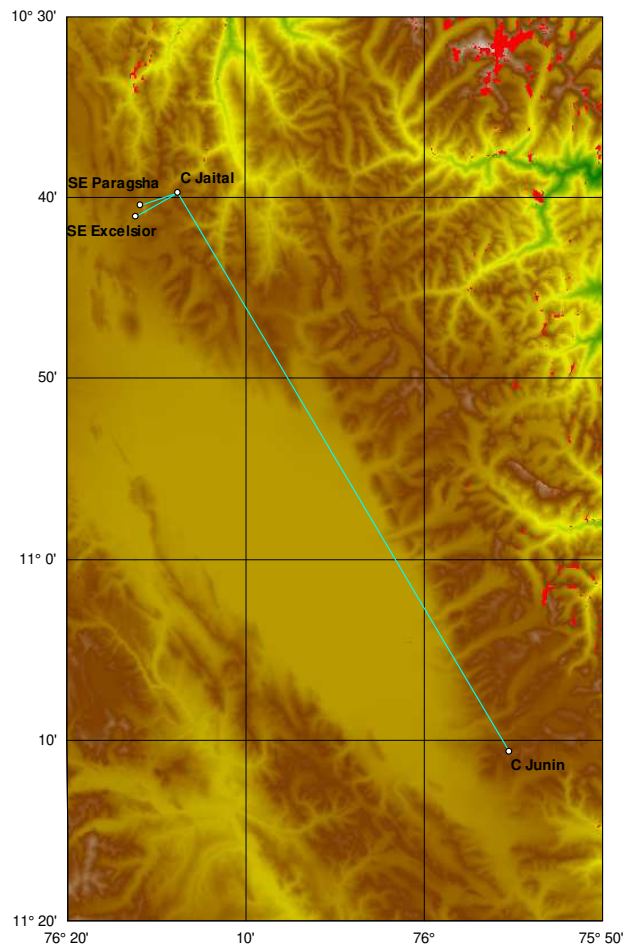 10° 30'
SE Paragsha
C Jaital
40'
SE Excelsior
50'
11° 0'
10'
C Junin
11° 20'
76° 20'
10'
76°
75° 50'